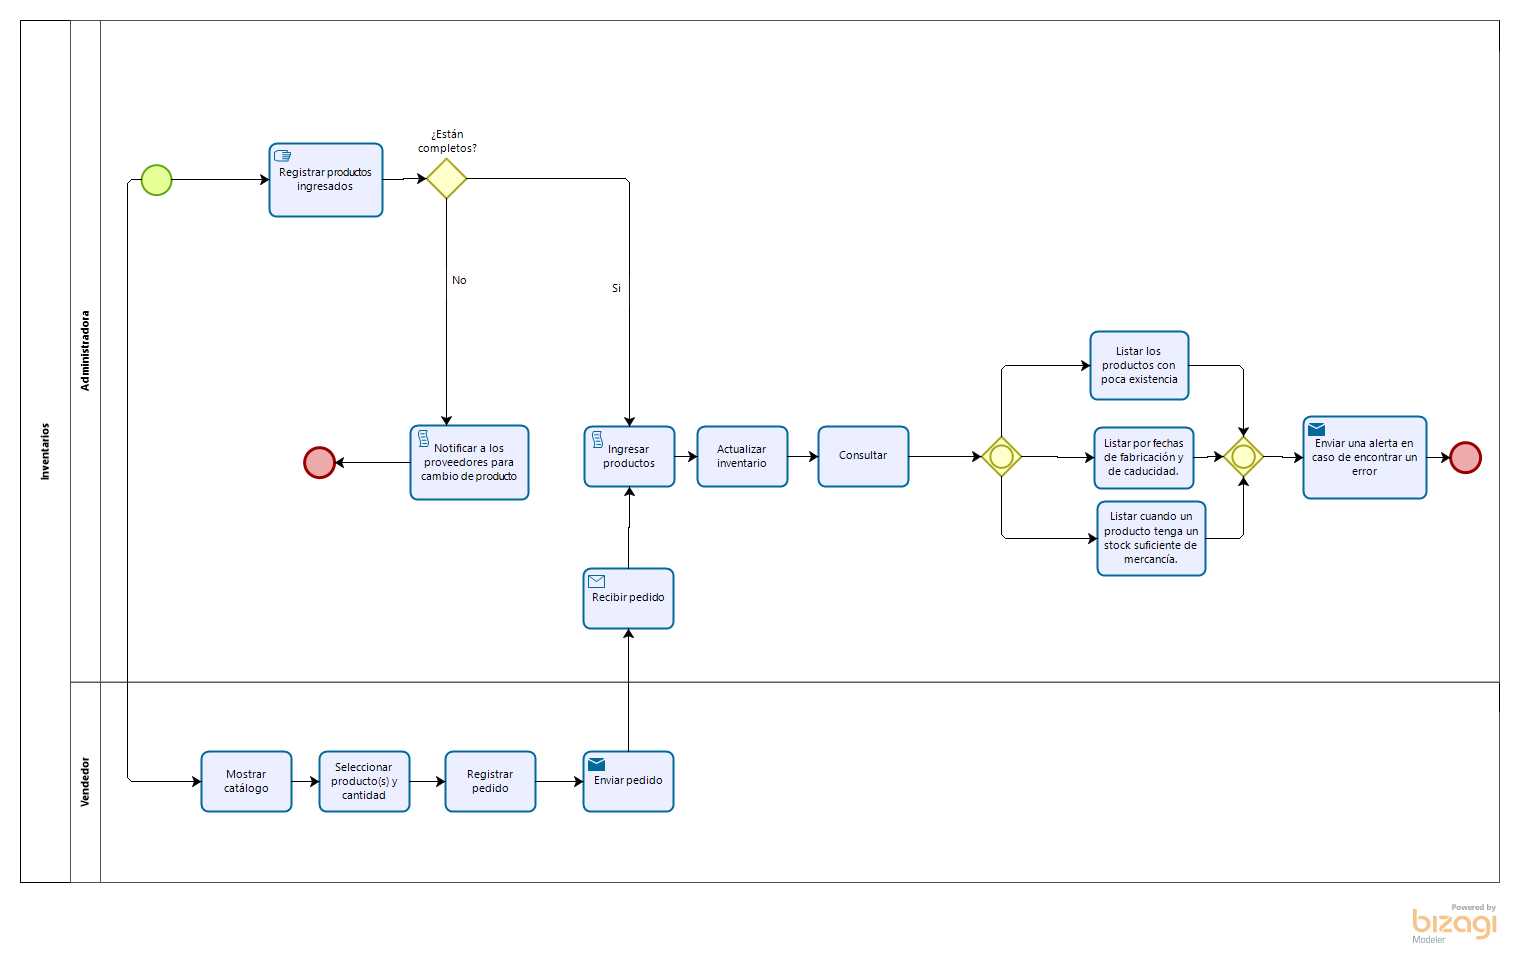 Inventarios
Administradora
¿Están
completos?
Registrar productos
ingresados
No
Si
Notificar a los
proveedores para
cambio de producto
Ingresar
productos
Actualizar
inventario
Consultar
Listar los
productos con
poca existencia
Listar por fechas
de fabricación y
de caducidad.
Listar cuando un
producto tenga un
stock suficiente de
mercancía.
Enviar una alerta en
caso de encontrar un
error
Recibir pedido
Vendedor
Mostrar
catálogo
Seleccionar
producto(s) y
cantidad
Registrar
pedido
Enviar pedido
Powered by
bizagi
Modeler